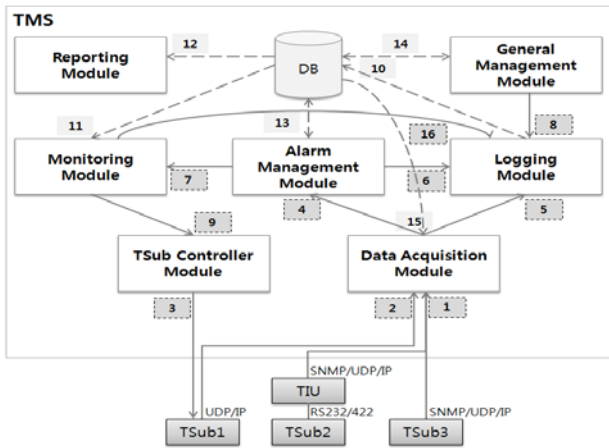 TMS
12
14
Reporting
Module
DB
General
Management
Module
10
11
13
16
8
Monitoring
Module
Alarm
Management
Module
Logging
Module
7
6
4
15
5
9
TSub Controller
Module
Data Acquisition
Module
3
2
1
SNMP/UDP/IP
TIU
UDP/IP
RS232/422
SNMP/UDP/IP
TSub1
TSub2
TSub3